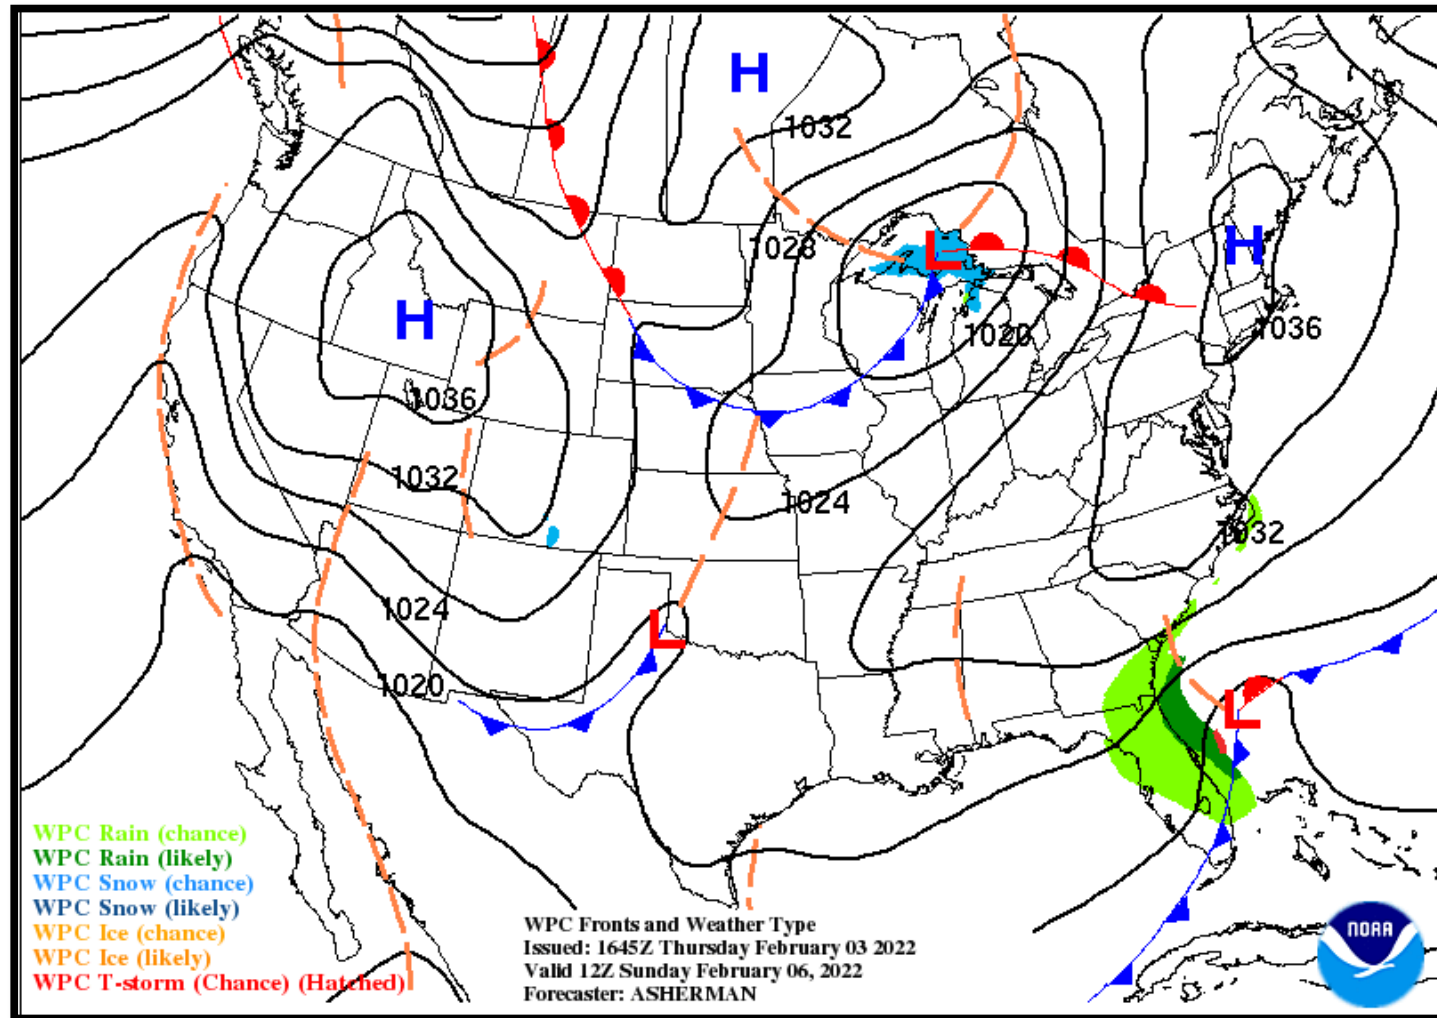 H
1032
1028
L
H
1020
1036
H
1036
1032
1024
1032
1024
L
1020
L
WPC Rain (chance)
WPC Rain (likely)
WPC Snow (chance)
WPC Snow (likely)
WPC Ice (chance)
WPC Ice (likely)
WPC T-storm (Chance) (Hatched)
WPC Fronts and Weather Type
Issued: 1645Z Thursday February 03 2022
Valid 12Z Sunday February 06, 2022
Forecaster: ASHERMAN
NOAA